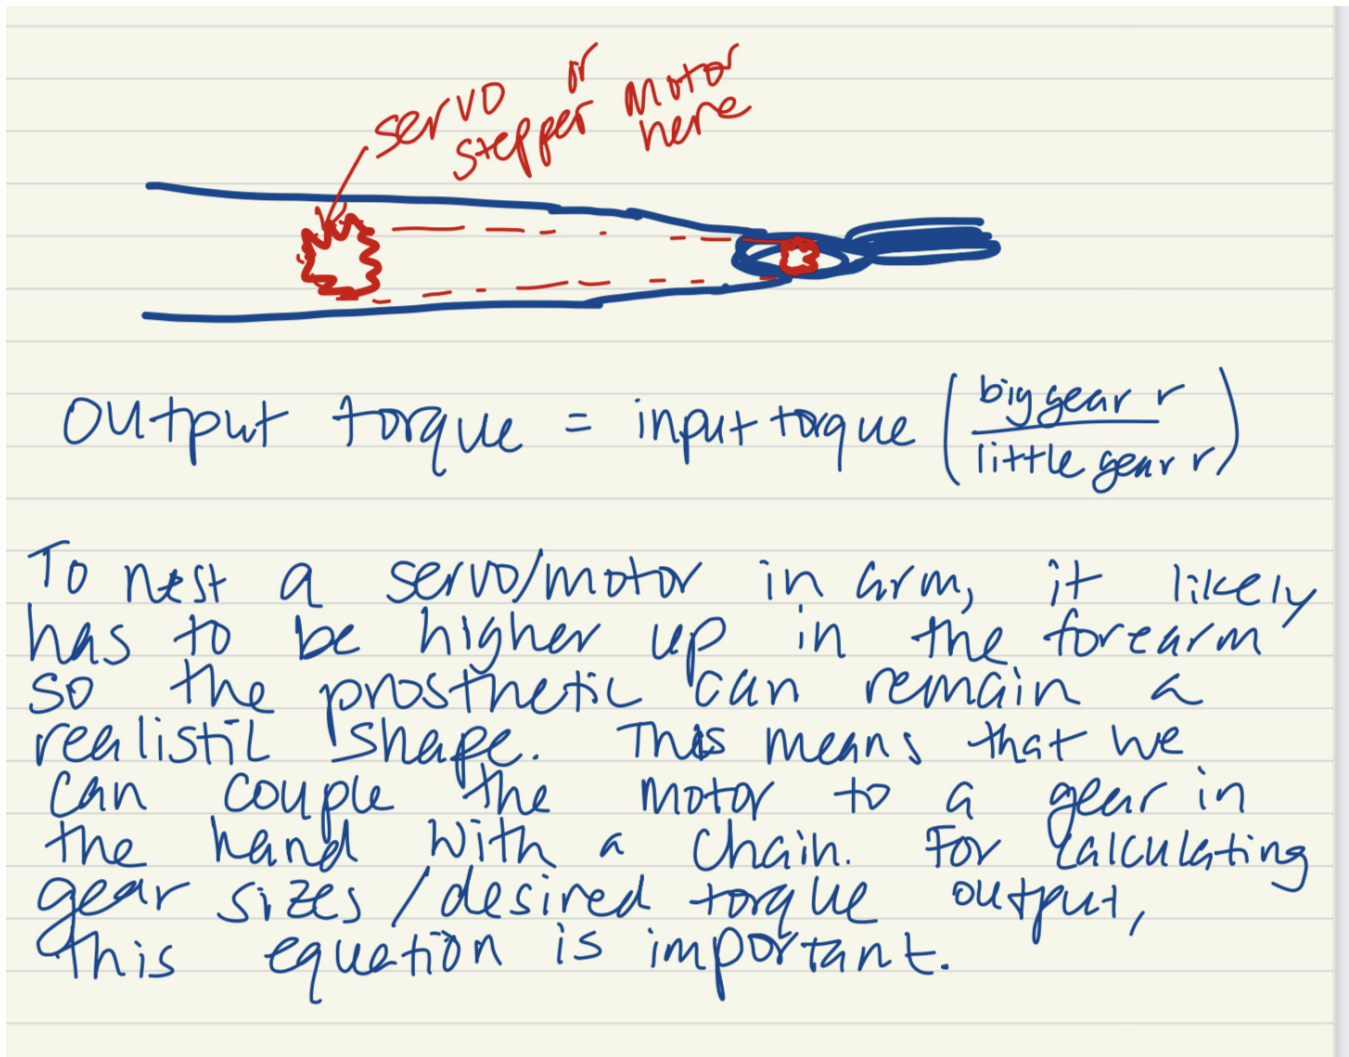 servo or
stepper motor
here
Output torque = input torque (big gear r / little gear r)
To nest a servo/motor in arm, it likely
has to be higher up in the forearm
so the prosthetic can remain a
realistic shape. This means that we
can couple the motor to a gear in
the hand with a chain. For calculating
gear sizes/desired torque output,
this equation is important.